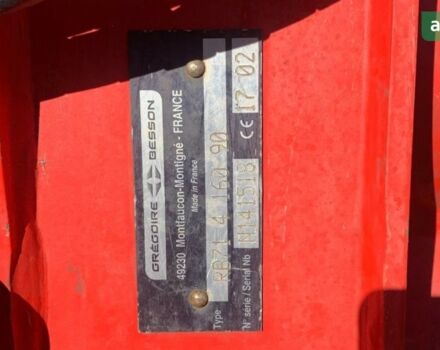 GRÉGOIRE
BESSON
49230 Montfaucon-Montigné - FRANCE
Made in France
Type RB71 4 160 90
N° série / Serial Nb N141518 CE 17 02
a